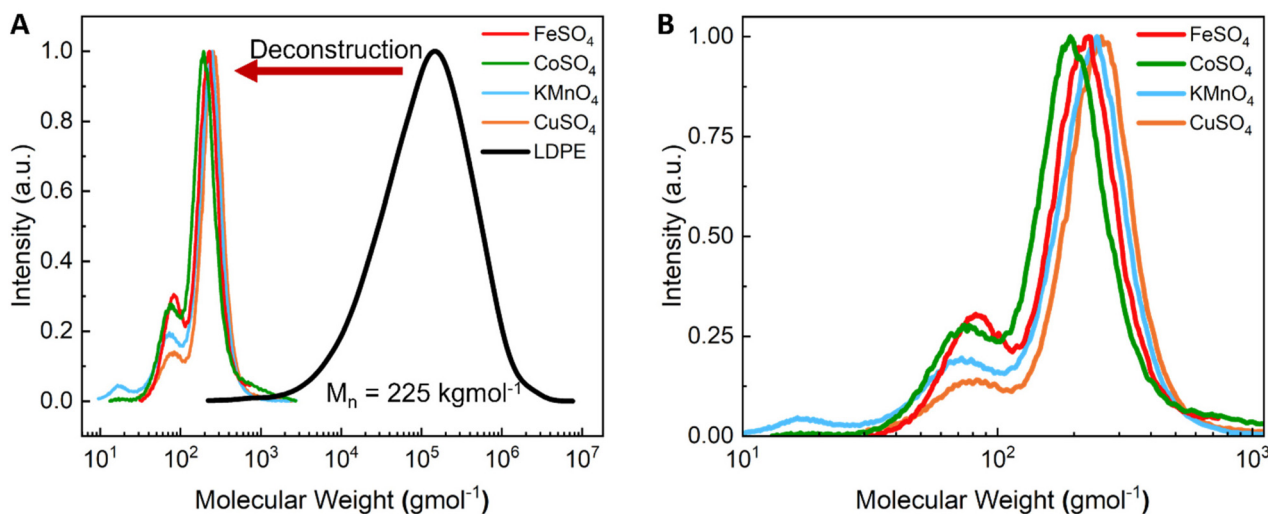 A
Intensity (a.u.)
1.0
0.8
0.6
0.4
0.2
0.0
Deconstruction
FeSO₄
CoSO₄
KMnO₄
CuSO₄
LDPE
Mₙ = 225 kgmol⁻¹
10¹ 10² 10³ 10⁴ 10⁵ 10⁶ 10⁷
Molecular Weight (gmol⁻¹)
B
Intensity (a.u.)
1.00
0.75
0.50
0.25
0.00
FeSO₄
CoSO₄
KMnO₄
CuSO₄
10¹ 10² 10³
Molecular Weight (gmol⁻¹)